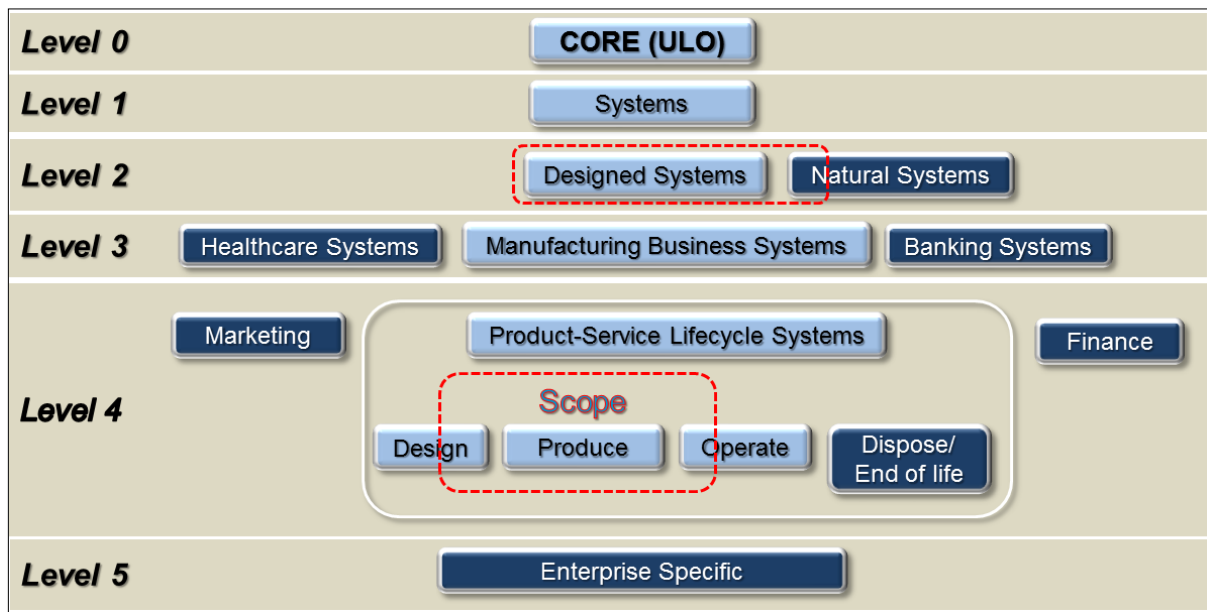 Level 0
CORE (ULO)
Level 1
Systems
Level 2
Designed Systems
Natural Systems
Level 3
Healthcare Systems
Manufacturing Business Systems
Banking Systems
Level 4
Marketing
Product-Service Lifecycle Systems
Finance
Scope
Design
Produce
Operate
Dispose/
End of life
Level 5
Enterprise Specific